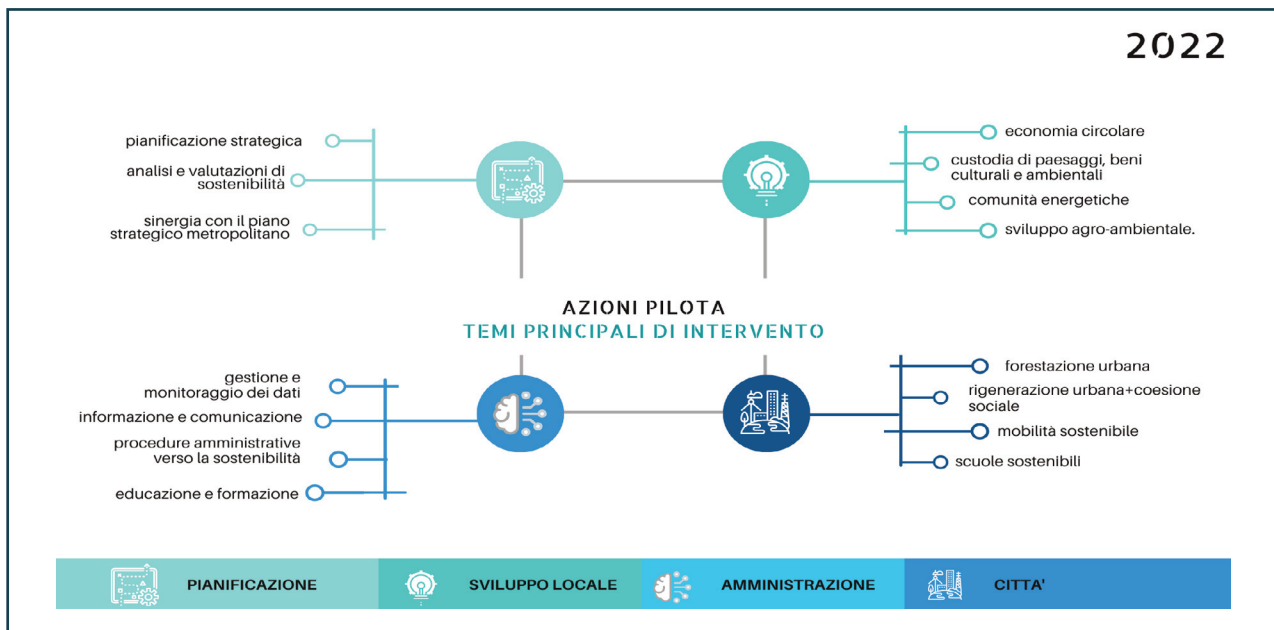 2022
pianificazione strategica
analisi e valutazioni di
sostenibilità
sinergia con il piano
strategico metropolitano
economia circolare
custodia di paesaggi, beni
culturali e ambientali
comunità energetiche
sviluppo agro-ambientale.
AZIONI PILOTA
TEMI PRINCIPALI DI INTERVENTO
gestione e
monitoraggio dei dati
informazione e comunicazione
procedure amministrative
verso la sostenibilità
educazione e formazione
forestazione urbana
rigenerazione urbana+coesione
sociale
mobilità sostenibile
scuole sostenibili
PIANIFICAZIONE
SVILUPPO LOCALE
AMMINISTRAZIONE
CITTA'